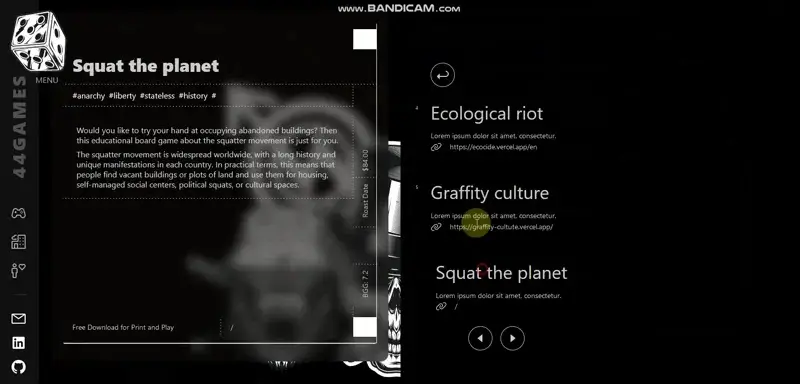 WWW.BANDICAM.COM
MENU
44GAMES
Squat the planet
#anarchy #liberty #stateless #history #
Would you like to try your hand at occupying abandoned buildings? Then
this educational board game about the squatter movement is just for you.
The squatter movement is widespread worldwide, with a long history and
unique manifestations in each country. In practical terms, this means that
people find vacant buildings or plots of land and use them for housing,
self-managed social centers, political squats, or cultural spaces.
Roast Date $84.00
BGG: 7.2
Free Download for Print and Play
/
Ecological riot
Lorem ipsum dolor sit amet, consectetur.
https://ecocide.vercel.app/en
Graffity culture
Lorem ipsum dolor sit amet, consectetur.
https://graffity-cultute.vercel.app/
Squat the planet
Lorem ipsum dolor sit amet, consectetur.
/